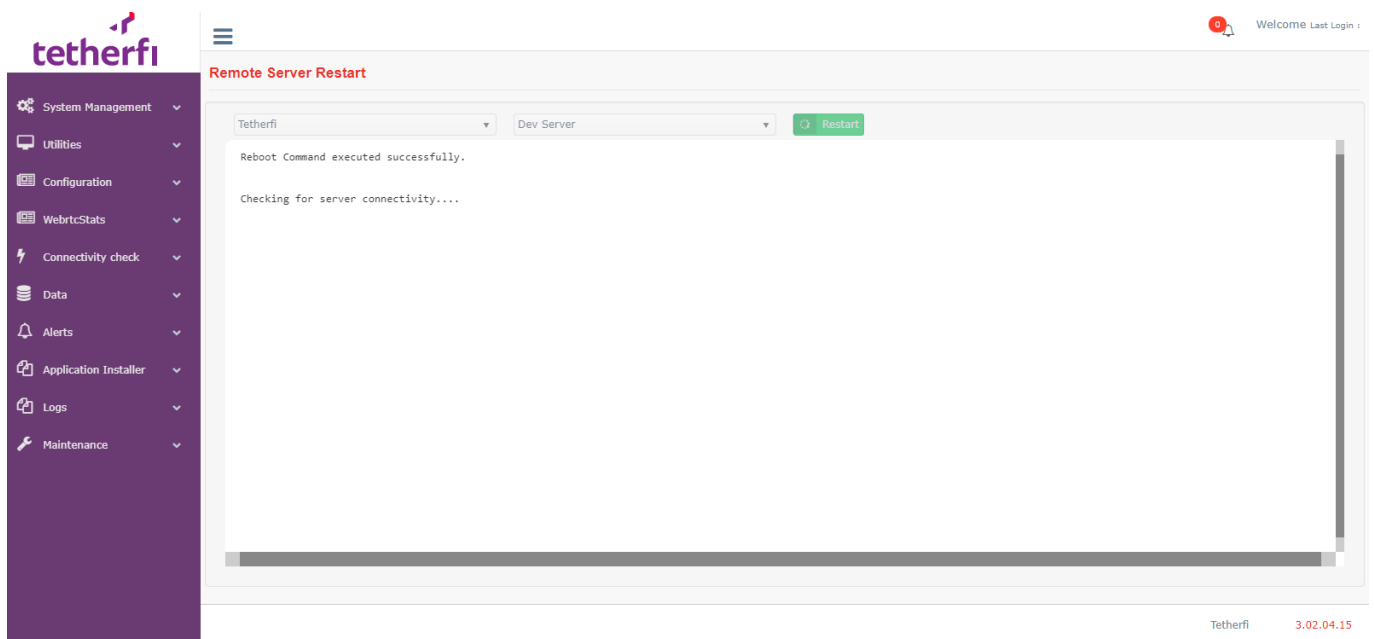 tetherfi
0
Welcome Last Login :
Remote Server Restart
System Management
Utilities
Configuration
WebrtcStats
Connectivity check
Data
Alerts
Application Installer
Logs
Maintenance
Tetherfi
Dev Server
Restart
Reboot Command executed successfully.
Checking for server connectivity....
Tetherfi
3.02.04.15